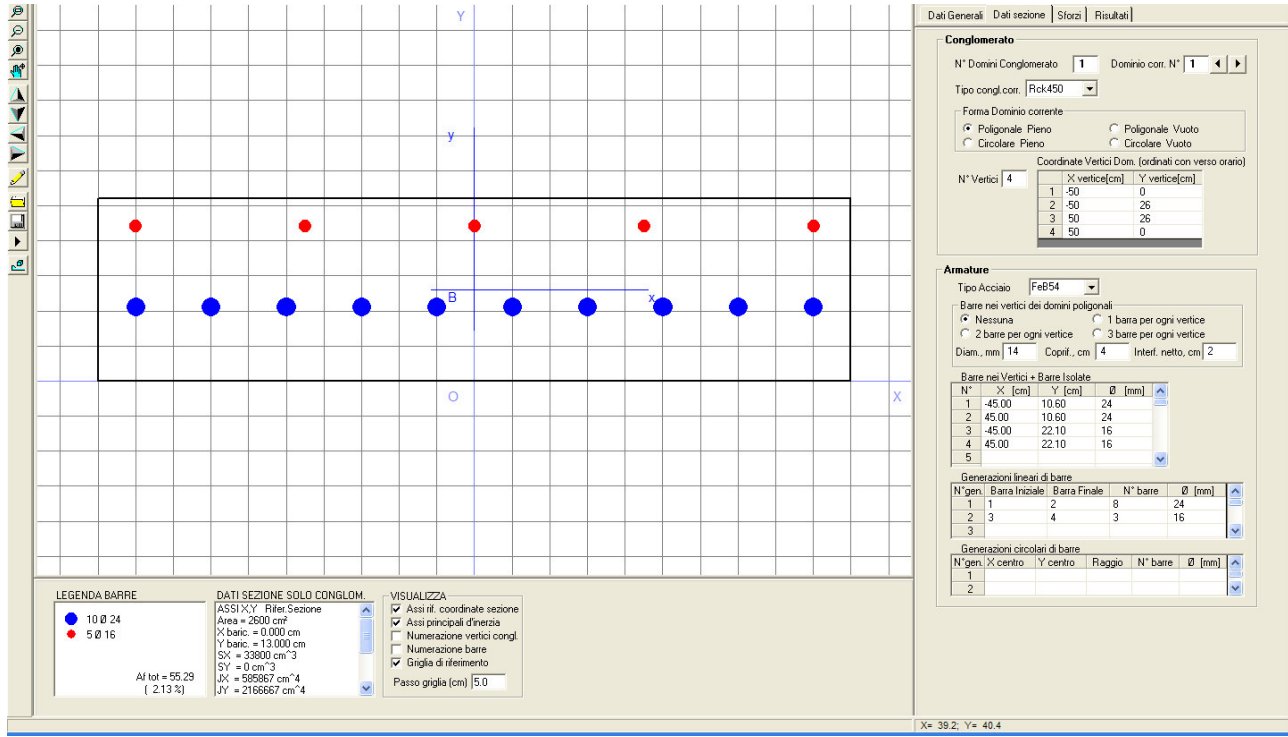 Y
y
B
x
O
X
LEGENDA BARRE
10 Ø 24
5 Ø 16
Af tot = 55.29
( 2.13 %)
DATI SEZIONE SOLO CONGLOM.
ASSI X,Y Rifer.Sezione
Area = 2600 cm²
X baric. = 0.000 cm
Y baric. = 13.000 cm
SX = 33800 cm^3
SY = 0 cm^3
JX = 585867 cm^4
JY = 2166667 cm^4
VISUALIZZA
Assi rif. coordinate sezione
Assi principali d'inerzia
Numerazione vertici congl.
Numerazione barre
Griglia di riferimento
Passo griglia (cm) 5.0
Dati Generali Dati sezione Sforzi Risultati
Conglomerato
N° Domini Conglomerato 1 Dominio corr. N° 1
Tipo congl.corr. Rck450
Forma Dominio corrente
Poligonale Pieno Poligonale Vuoto
Circolare Pieno Circolare Vuoto
Coordinate Vertici Dom. (ordinati con verso orario)
N° Vertici 4
X vertice[cm] Y vertice[cm]
1 -50 0
2 -50 26
3 50 26
4 50 0
Armature
Tipo Acciaio FeB54
Barre nei vertici dei domini poligonali
Nessuna 1 barra per ogni vertice
2 barre per ogni vertice 3 barre per ogni vertice
Diam., mm 14 Coprif., cm 4 Interf. netto, cm 2
Barre nei Vertici + Barre Isolate
N° X [cm] Y [cm] Ø [mm]
1 -45.00 10.60 24
2 45.00 10.60 24
3 -45.00 22.10 16
4 45.00 22.10 16
5
Generazioni lineari di barre
N°gen. Barra Iniziale Barra Finale N° barre Ø [mm]
1 1 2 8 24
2 3 4 3 16
3
Generazioni circolari di barre
N°gen. X centro Y centro Raggio N° barre Ø [mm]
1
2
X= 39.2; Y= 40.4